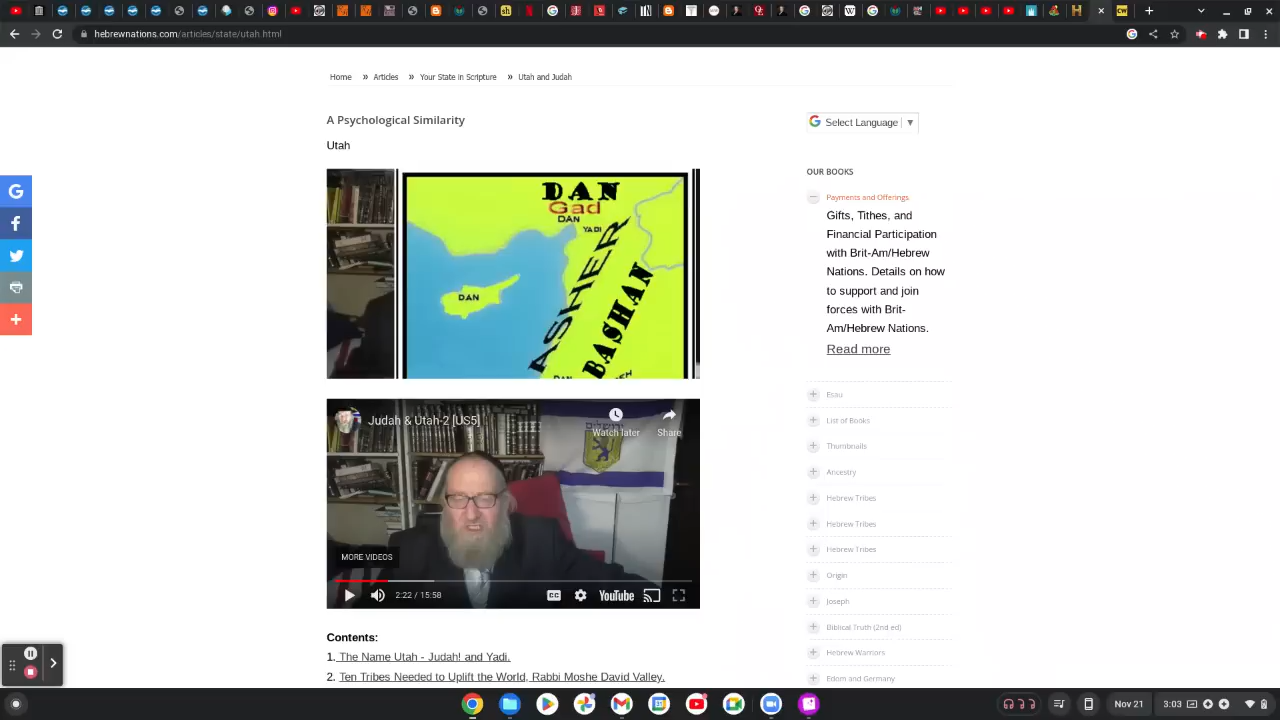 hebrewnations.com/articles/state/utah.html
Home » Articles » Your State in Scripture » Utah and Judah
A Psychological Similarity
Utah
DAN
Gad
DAN
YADI
DAN
ASHER
BASHAN
Judah & Utah-2 [US5]
Watch later
Share
MORE VIDEOS
2:22 / 15:58
CC
YouTube
Contents:
1. The Name Utah - Judah! and Yadi.
2. Ten Tribes Needed to Uplift the World, Rabbi Moshe David Valley.
Select Language ▼
OUR BOOKS
Payments and Offerings
Gifts, Tithes, and
Financial Participation
with Brit-Am/Hebrew
Nations. Details on how
to support and join
forces with Brit-
Am/Hebrew Nations.
Read more
Esau
List of Books
Thumbnails
Ancestry
Hebrew Tribes
Hebrew Tribes
Hebrew Tribes
Origin
Joseph
Biblical Truth (2nd ed)
Hebrew Warriors
Edom and Germany
Nov 21
3:03